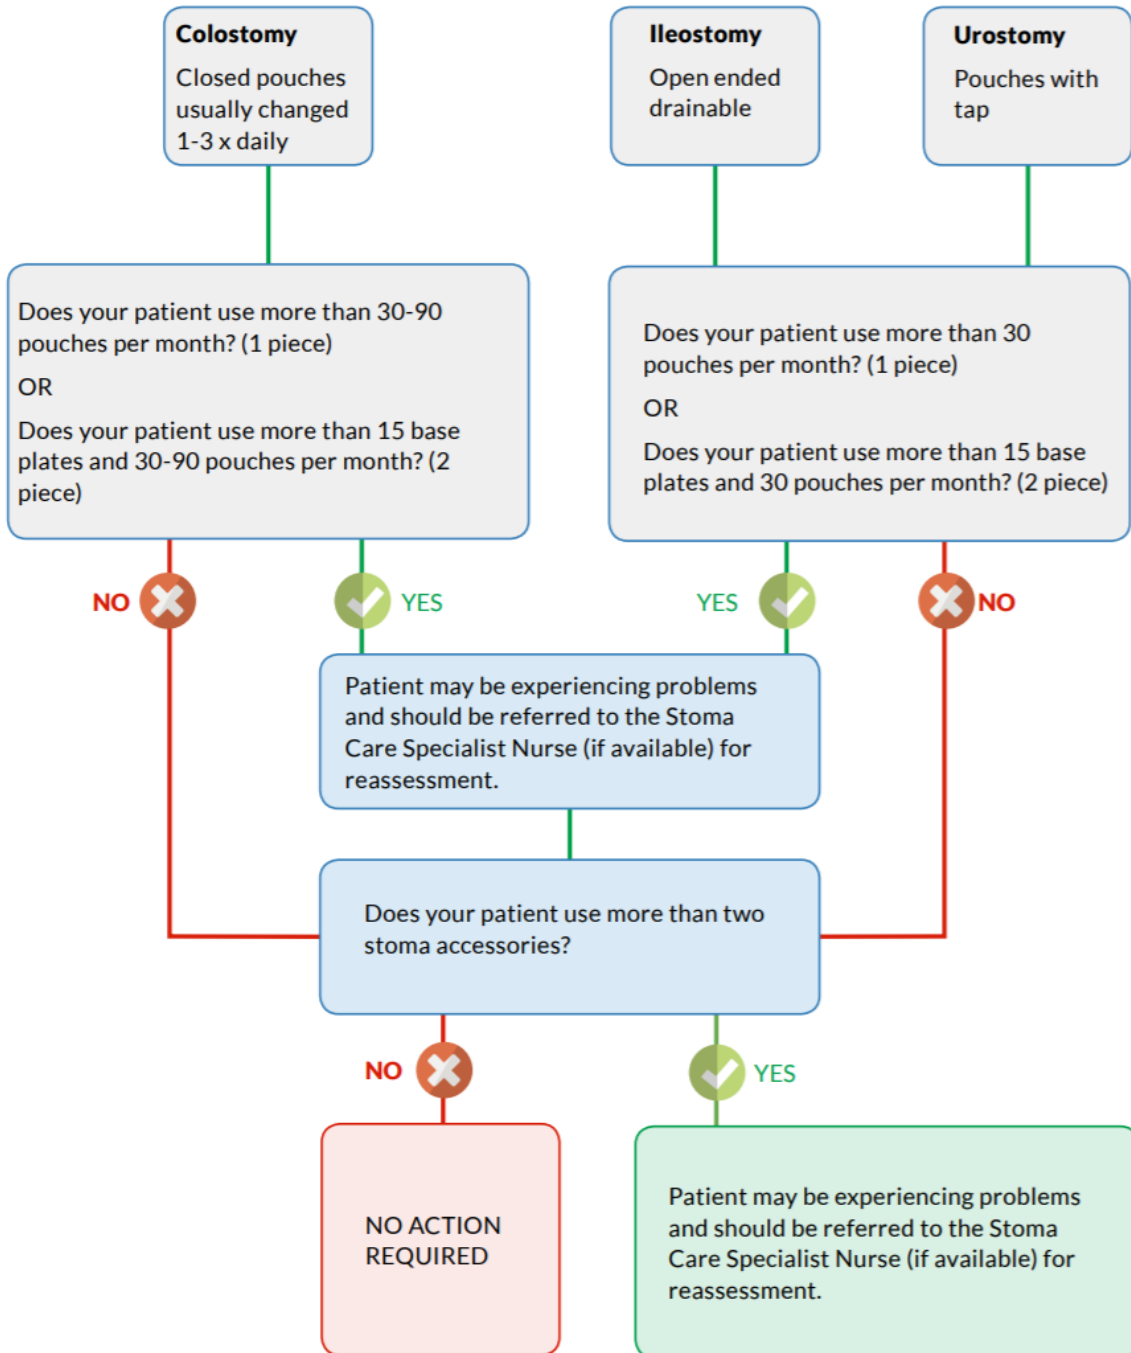 Colostomy
Closed pouches
usually changed
1-3 x daily
Ileostomy
Open ended
drainable
Urostomy
Pouches with
tap
Does your patient use more than 30-90
pouches per month? (1 piece)
OR
Does your patient use more than 15 base
plates and 30-90 pouches per month? (2
piece)
Does your patient use more than 30
pouches per month? (1 piece)
OR
Does your patient use more than 15 base
plates and 30 pouches per month? (2 piece)
NO
YES
YES
NO
Patient may be experiencing problems
and should be referred to the Stoma
Care Specialist Nurse (if available) for
reassessment.
Does your patient use more than two
stoma accessories?
NO
YES
NO ACTION
REQUIRED
Patient may be experiencing problems
and should be referred to the Stoma
Care Specialist Nurse (if available) for
reassessment.